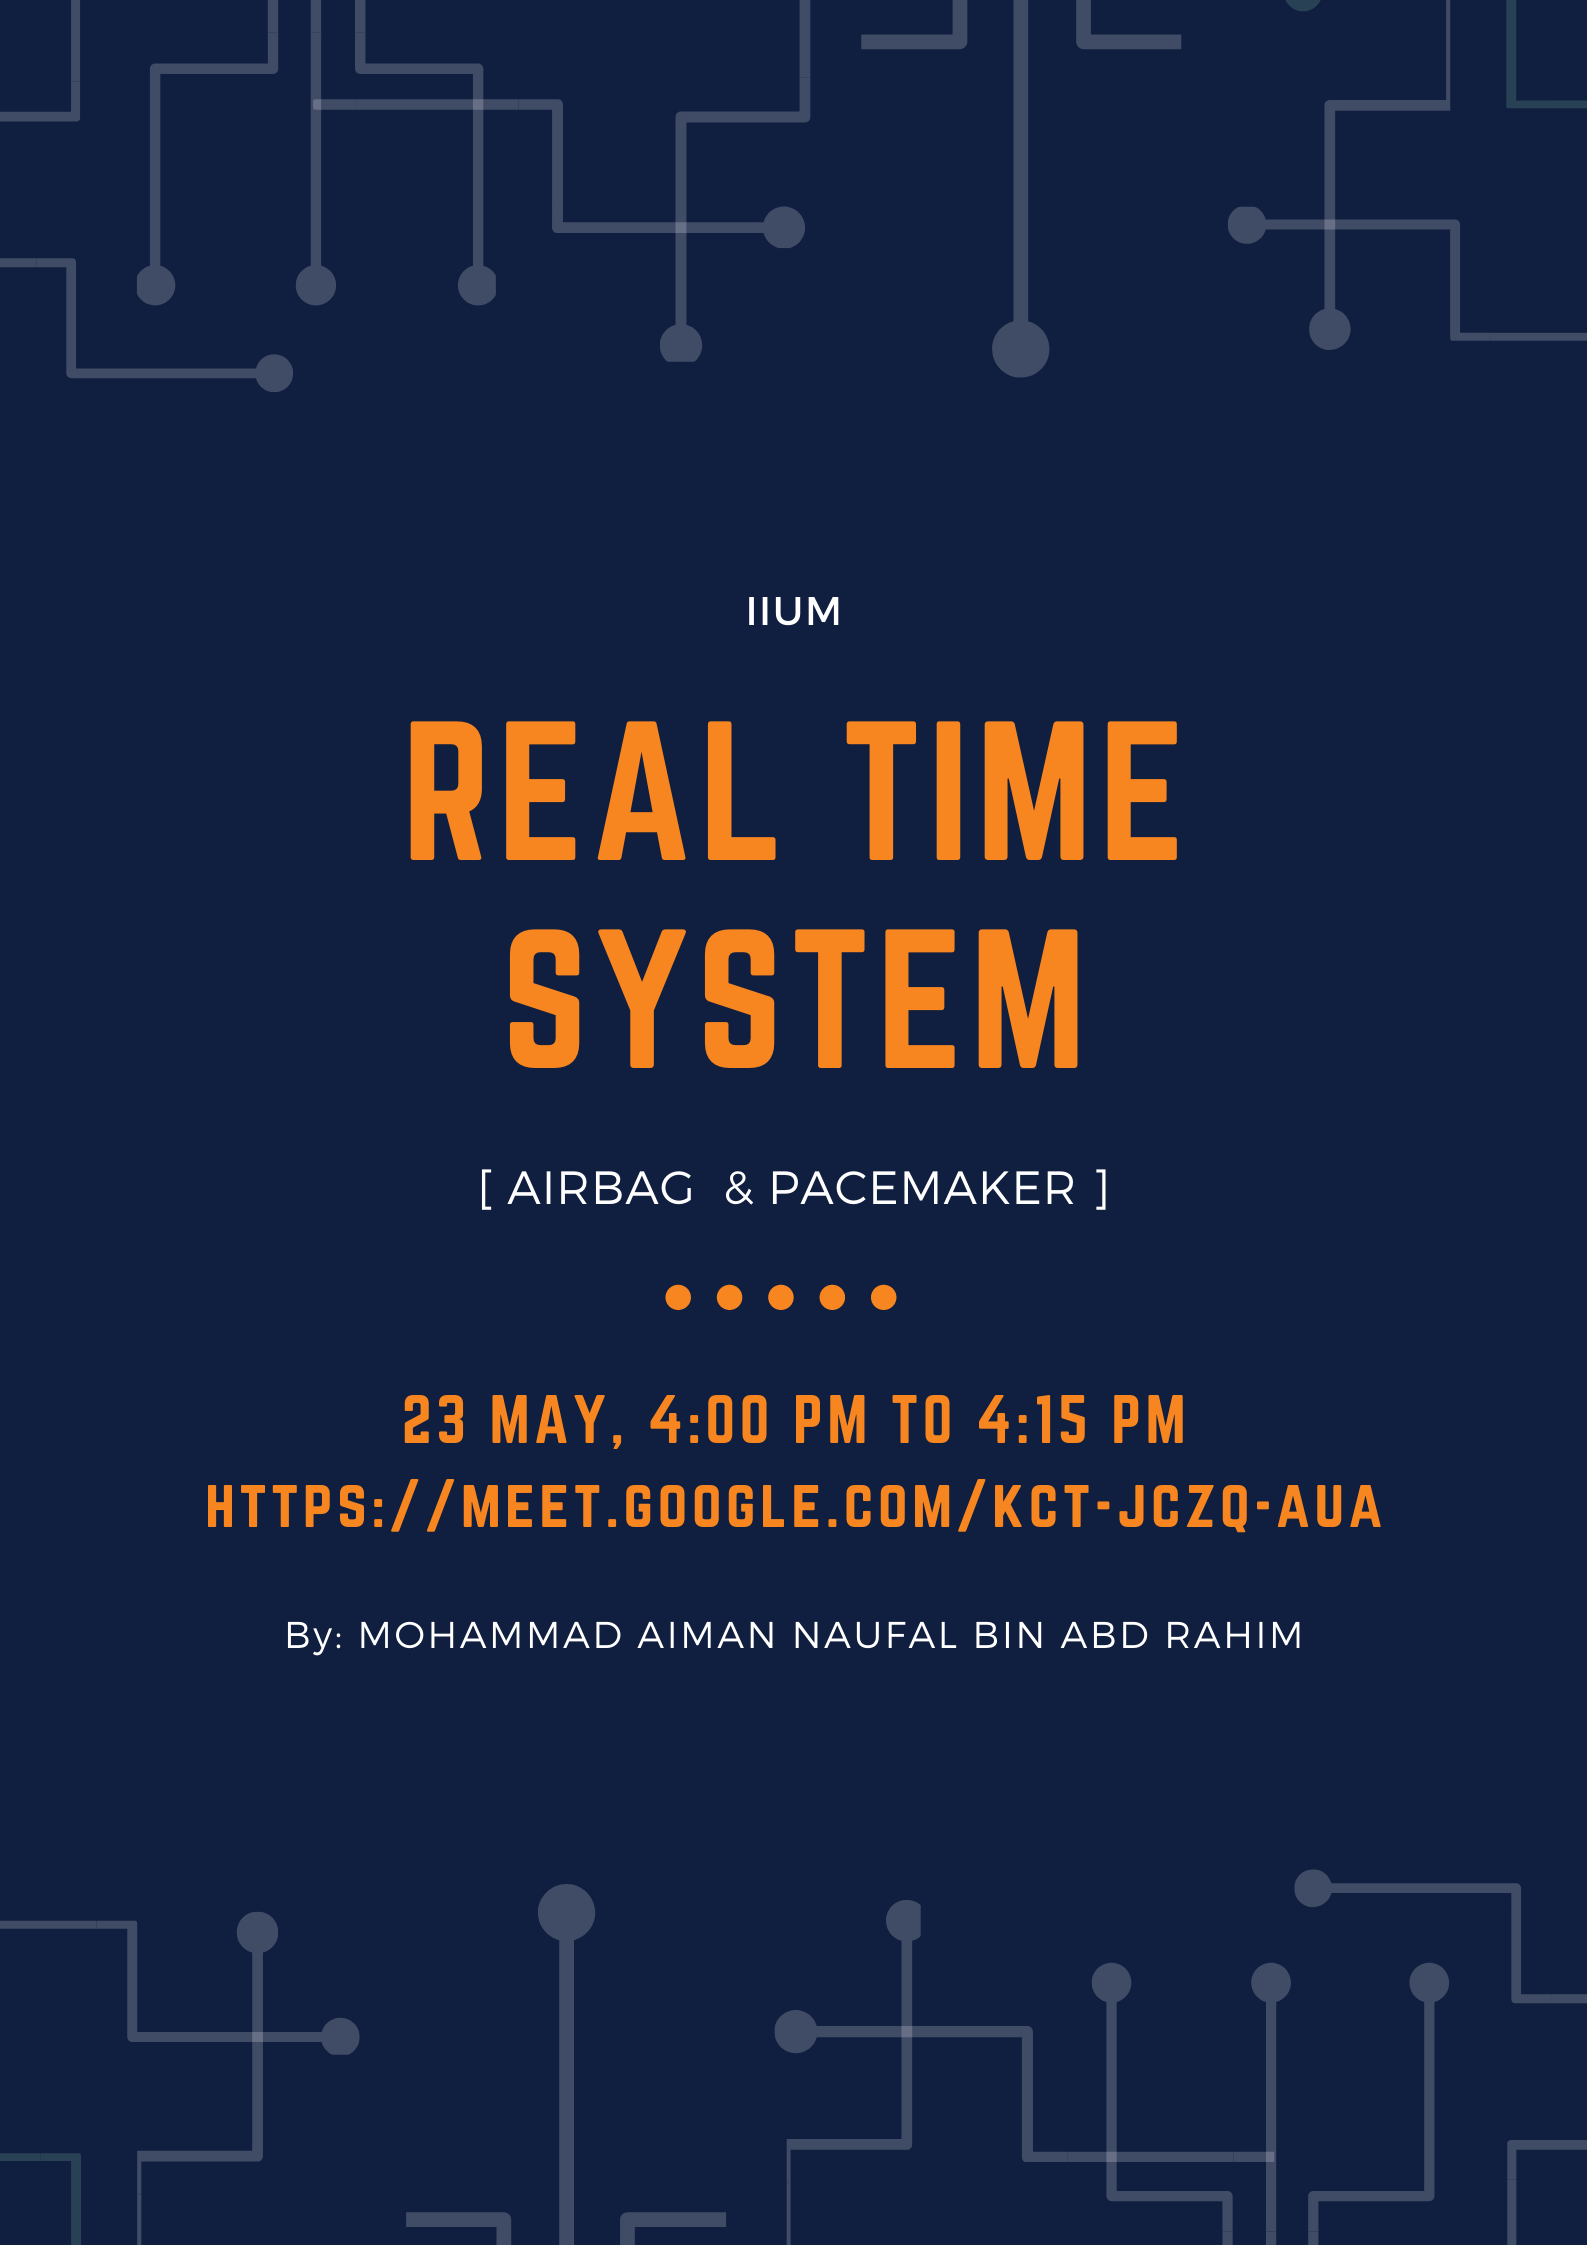 IIUM
REAL TIME
SYSTEM
[ AIRBAG & PACEMAKER ]
23 MAY, 4:00 PM TO 4:15 PM
HTTPS://MEET.GOOGLE.COM/KCT-JCZQ-AUA
By: MOHAMMAD AIMAN NAUFAL BIN ABD RAHIM